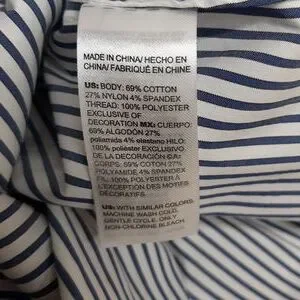 MADE IN CHINA/ HECHO EN
CHINA/ FABRIQUÉ EN CHINE
US: BODY: 69% COTTON
27% NYLON 4% SPANDEX
THREAD: 100% POLYESTER
EXCLUSIVE OF
DECORATION MX: CUERPO:
69% ALGODÓN 27%
poliamida 4% elastano HILO:
100% poliéster EXCLUSIVO
DE LA DECORACIÓN CA:
CORPS: 69% COTON 27%
POLYAMIDE 4% SPANDEX
FIL: 100% POLYESTER À
L'EXCEPTION DES MOTIFS
DÉCORATIFS
US: WITH SIMILAR COLORS.
MACHINE WASH COLD,
GENTLE CYCLE. ONLY
NON-CHLORINE BLEACH.